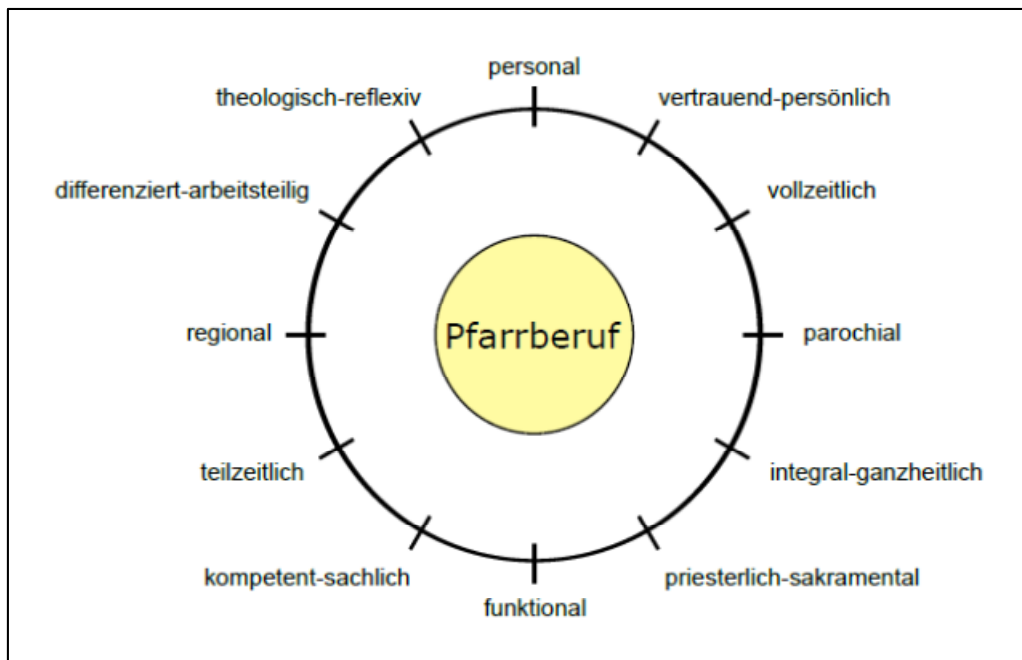 personal
theologisch-reflexiv
vertrauend-persönlich
differenziert-arbeitsteilig
vollzeitlich
Pfarrberuf
regional
parochial
teilzeitlich
integral-ganzheitlich
kompetent-sachlich
priesterlich-sakramental
funktional